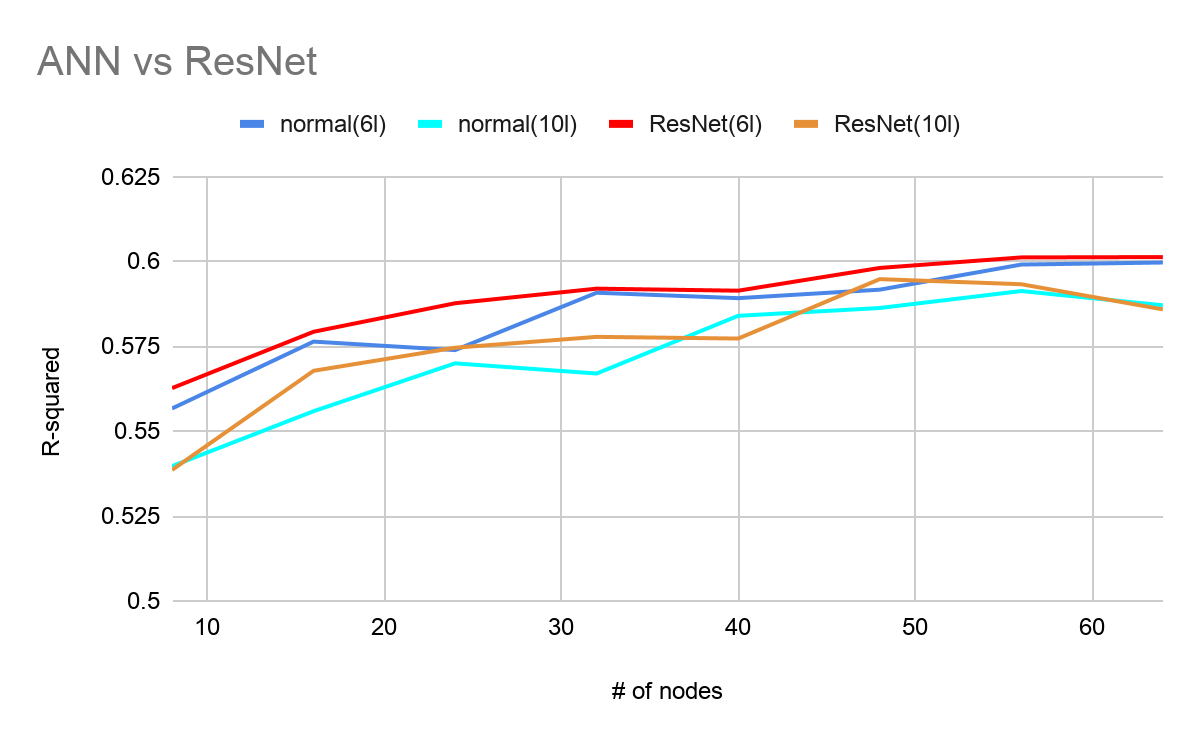 ANN vs ResNet
normal(6l) normal(10l) ResNet(6l) ResNet(10l)
0.625
0.6
0.575
0.55
0.525
0.5
R-squared
10 20 30 40 50 60
# of nodes